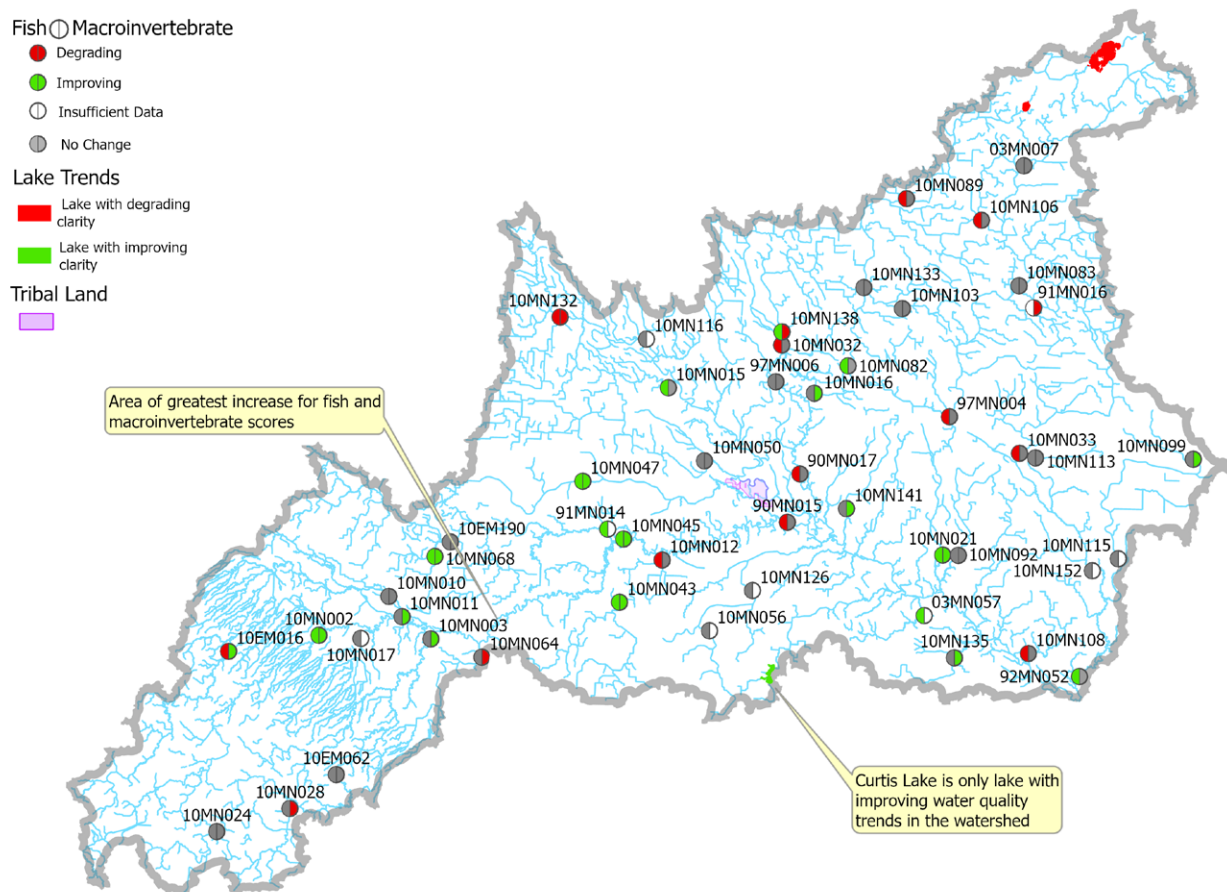 Fish Macroinvertebrate
Degrading
Improving
Insufficient Data
No Change
Lake Trends
Lake with degrading
clarity
Lake with improving
clarity
Tribal Land
03MN007
10MN089
10MN106
10MN133
10MN083
10MN103
91MN016
10MN132
10MN116
10MN138
10MN032
97MN006
10MN082
10MN015
10MN016
Area of greatest increase for fish and
macroinvertebrate scores
97MN004
10MN050
10MN033
10MN099
10MN113
10MN047
90MN017
91MN014
10MN045
90MN015
10MN141
10EM190
10MN068
10MN012
10MN021
10MN092
10MN115
10MN152
10MN010
10MN011
10MN043
10MN126
03MN057
10MN002
10EM016
10MN003
10MN017
10MN064
10MN056
10MN135
10MN108
92MN052
10EM062
10MN028
10MN024
Curtis Lake is only lake with
improving water quality
trends in the watershed